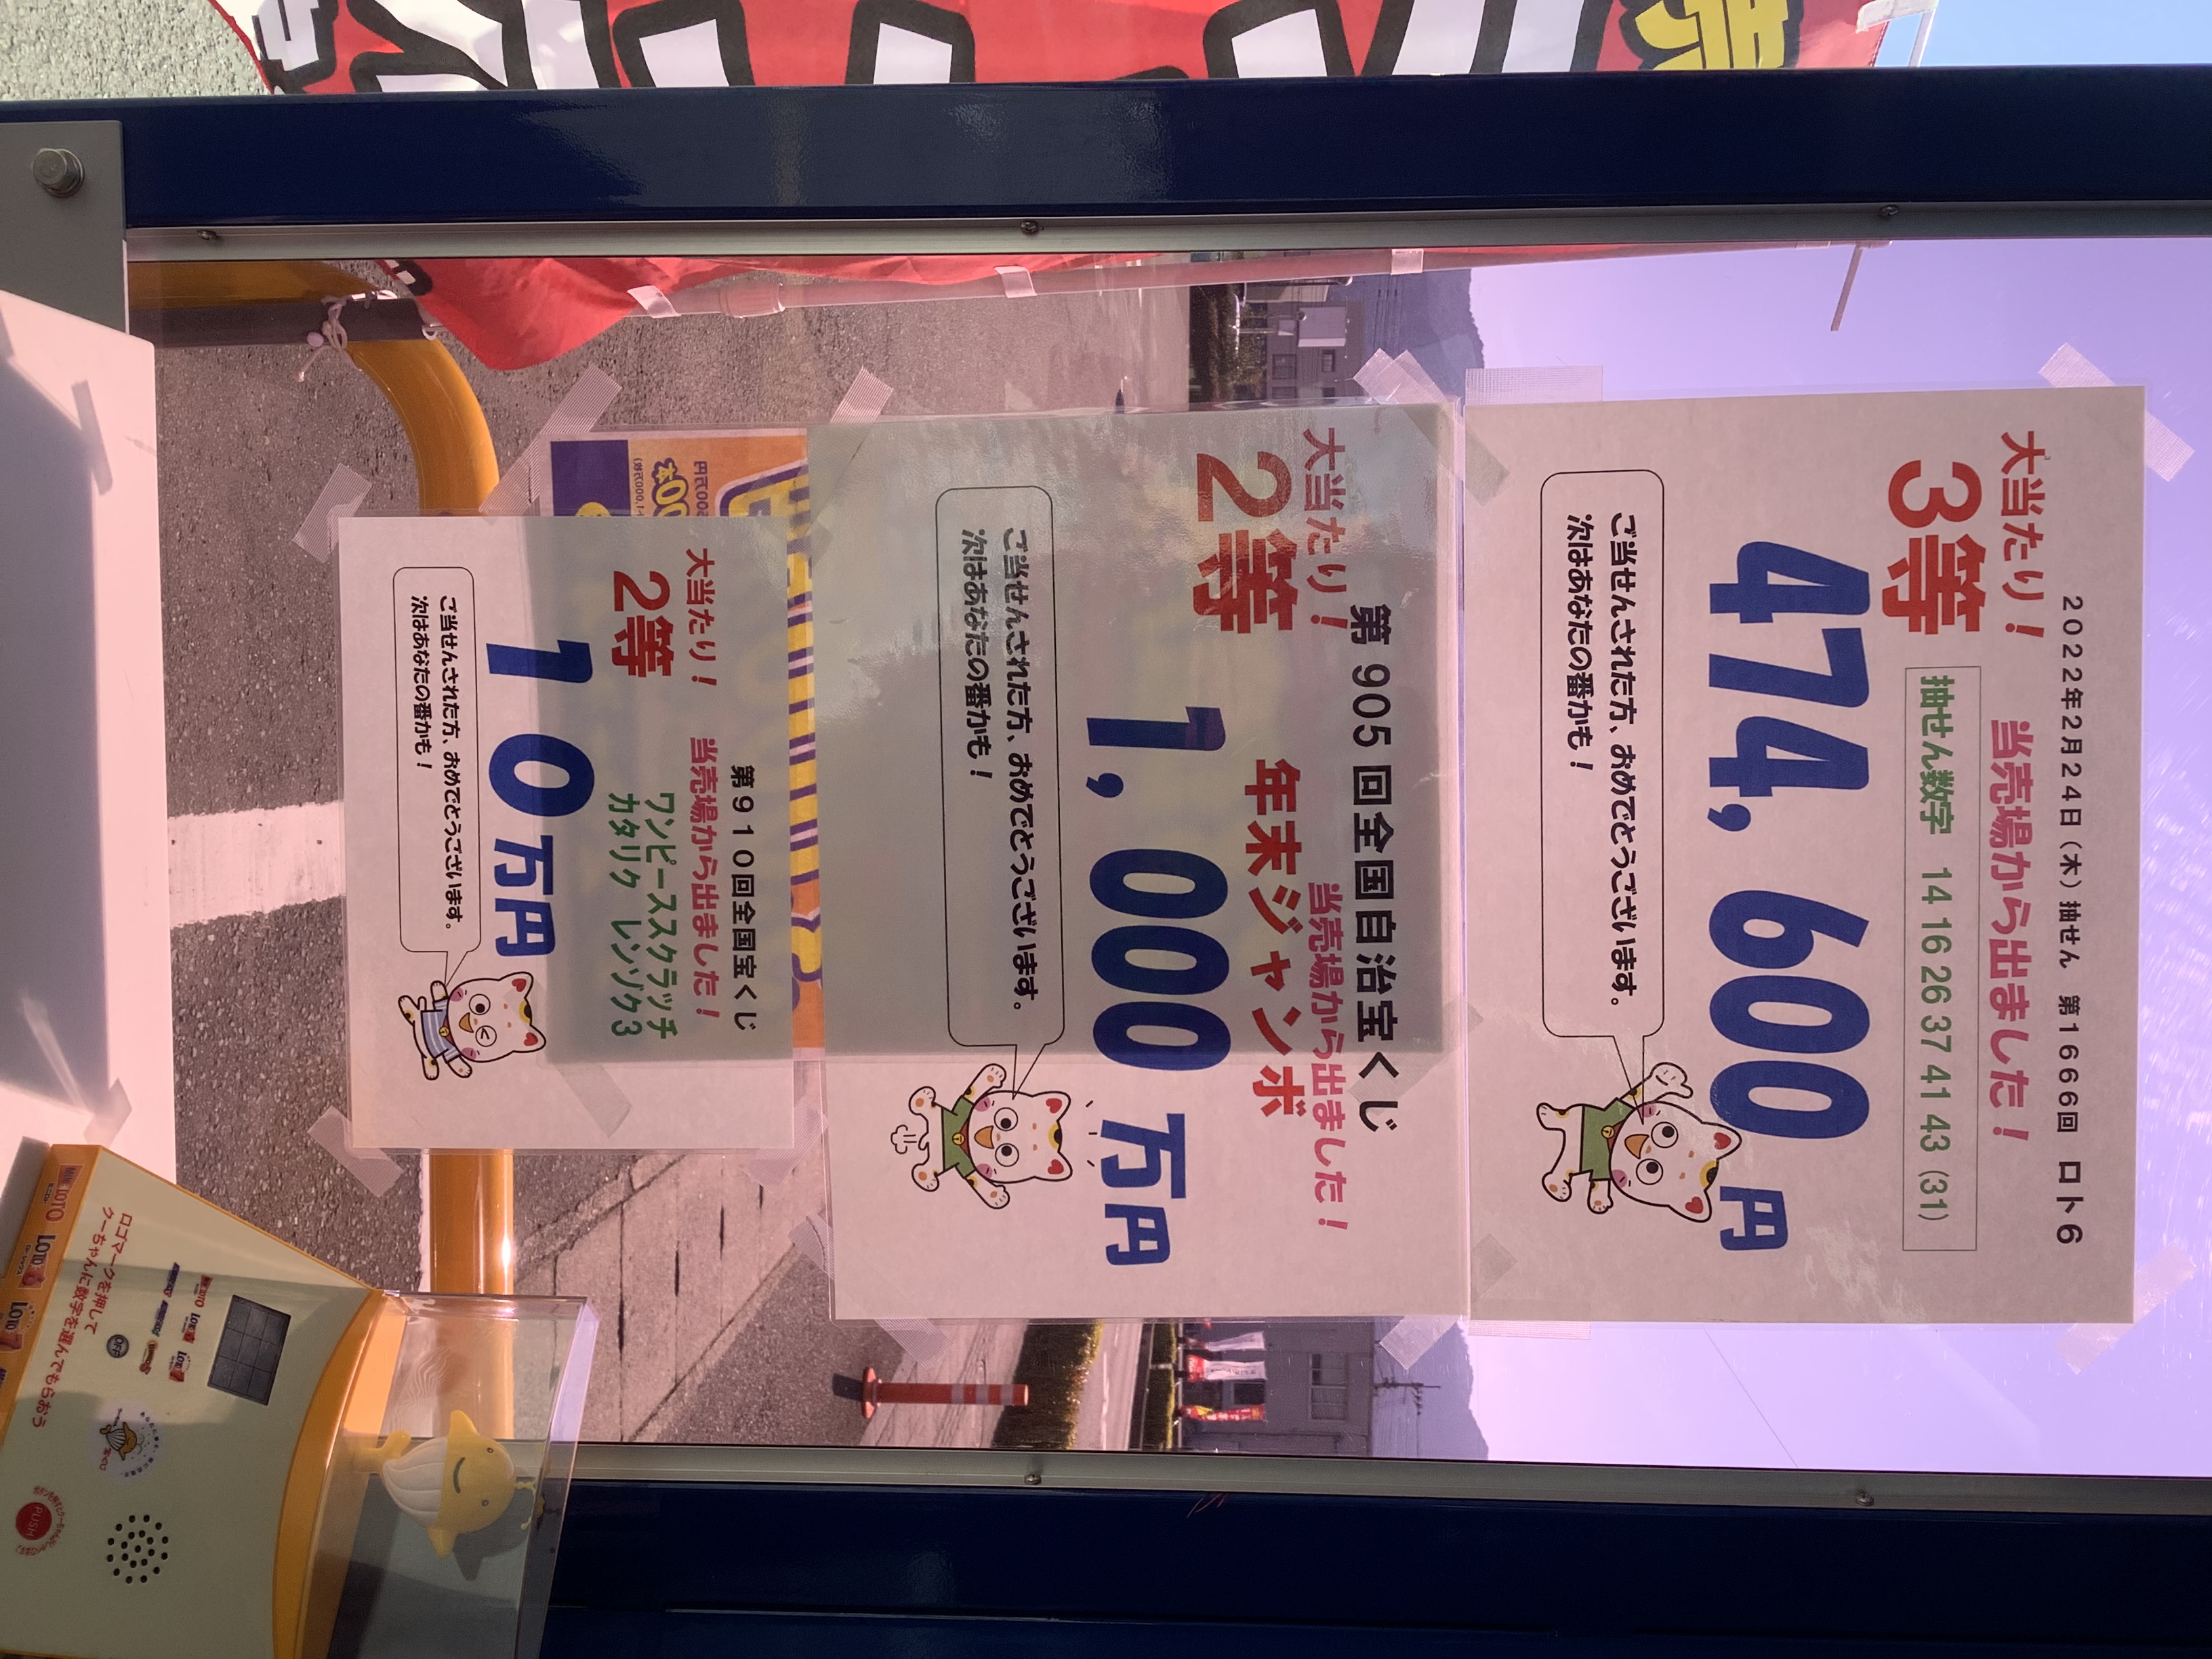 2022年2月24日（木）抽せん　第1666回　ロト6
大当たり！　当売場から出ました！
3等
抽せん数字　14 16 26 37 41 43 (31)
474,600円
ご当せんされた方、おめでとうございます。
次はあなたの番かも！
第 905 回全国自治宝くじ
大当たり！　当売場から出ました！
2等　年末ジャンボ
1,000万円
ご当せんされた方、おめでとうございます。
次はあなたの番かも！
第910回全国宝くじ
大当たり！　当売場から出ました！
2等
ワンピーススクラッチ
カタリク　レンゾク3
10万円
ご当せんされた方、おめでとうございます。
次はあなたの番かも！
ロゴマークを押して
クーちゃんに数字を選んでもらおう
OFF
PUSH
LOTO